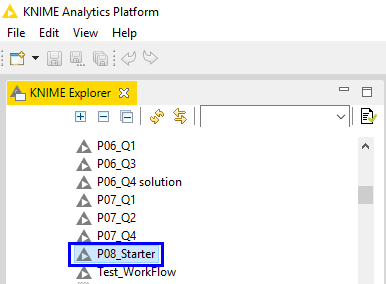 KNIME Analytics Platform
File Edit View Help
KNIME Explorer
P06_Q1
P06_Q3
P06_Q4 solution
P07_Q1
P07_Q2
P07_Q4
P08_Starter
Test_WorkFlow